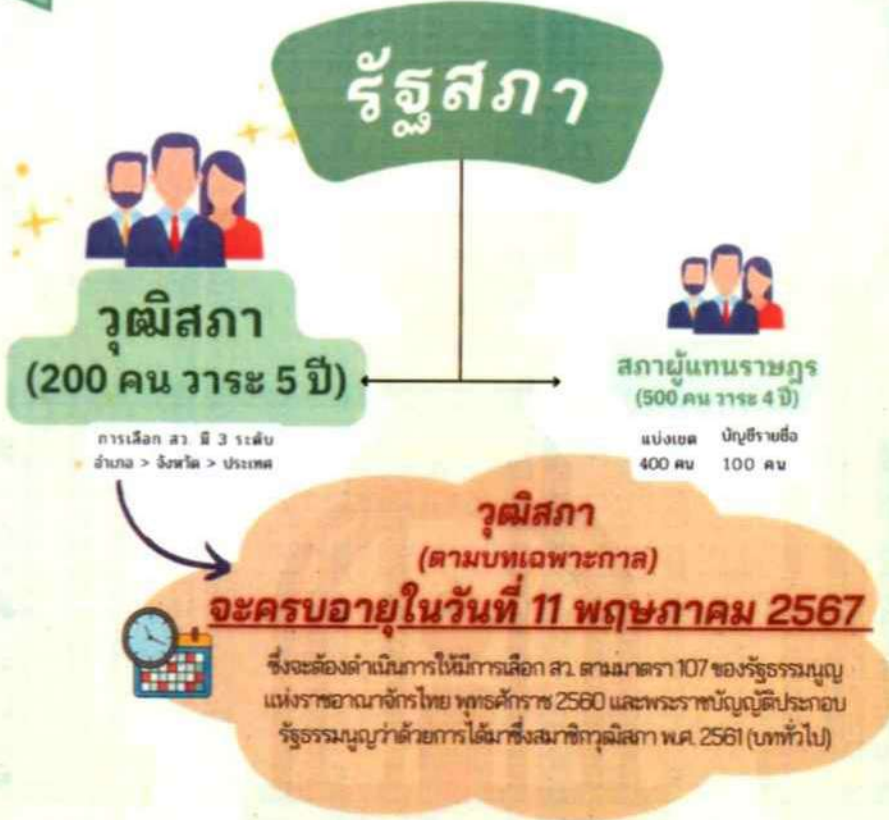 รัฐสภา
วุฒิสภา
(200 คน วาระ 5 ปี)
การเลือก สว. มี 3 ระดับ
อำเภอ > จังหวัด > ประเทศ
สภาผู้แทนราษฎร
(500 คน วาระ 4 ปี)
แบ่งเขต บัญชีรายชื่อ
400 คน 100 คน
วุฒิสภา
(ตามบทเฉพาะกาล)
จะครบอายุในวันที่ 11 พฤษภาคม 2567
ซึ่งจะต้องดำเนินการให้มีการเลือก สว. ตามมาตรา 107 ของรัฐธรรมนูญ
แห่งราชอาณาจักรไทย พุทธศักราช 2560 และพระราชบัญญัติประกอบ
รัฐธรรมนูญว่าด้วยการได้มาซึ่งสมาชิกวุฒิสภา พ.ศ. 2561 (บททั่วไป)